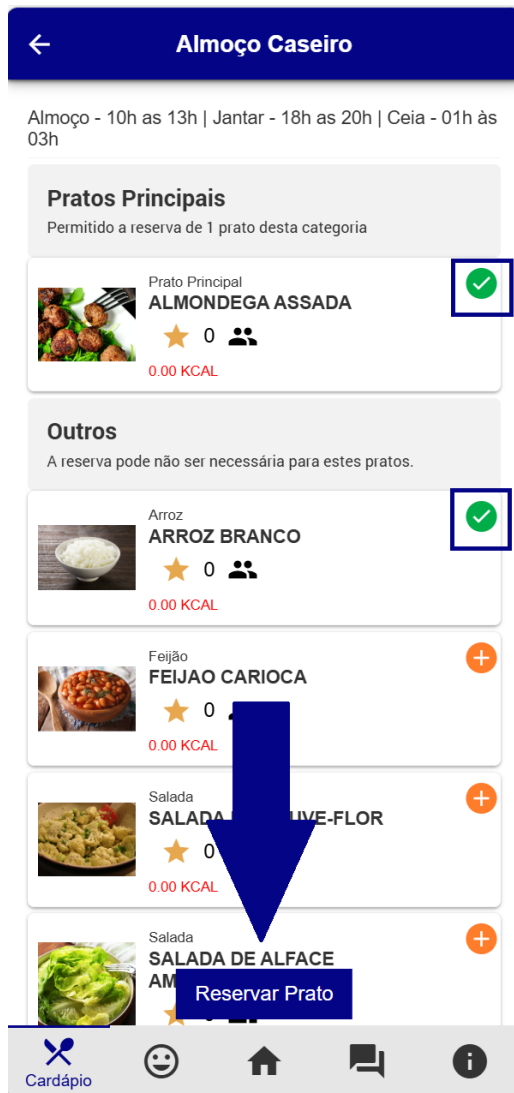 Almoço Caseiro
Almoço - 10h as 13h | Jantar - 18h as 20h | Ceia - 01h às
03h
Pratos Principais
Permitido a reserva de 1 prato desta categoria
Prato Principal
ALMONDEGA ASSADA
0
0.00 KCAL
Outros
A reserva pode não ser necessária para estes pratos.
Arroz
ARROZ BRANCO
0
0.00 KCAL
Feijão
FEIJAO CARIOCA
0
0.00 KCAL
Salada
SALADA
0
0.00 KCAL
Salada
SALADA DE ALFACE
Reservar Prato
Cardápio